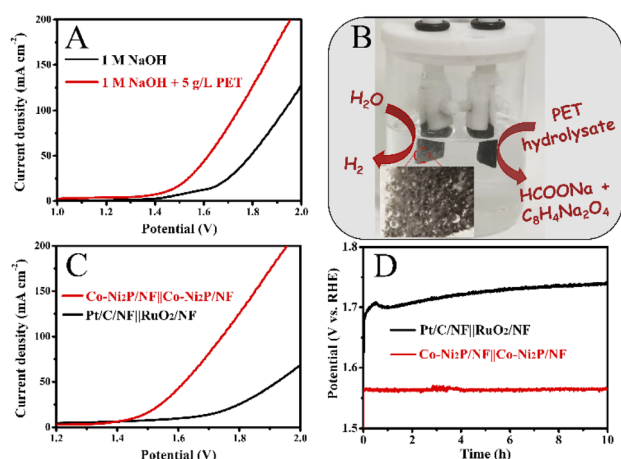 A
1 M NaOH
1 M NaOH + 5 g/L PET
Current density (mA cm⁻²)
200
150
100
50
0
1.0
1.2
1.4
1.6
1.8
2.0
Potential (V)
B
H₂O
H₂
PET
hydrolysate
HCOONa +
C₈H₄Na₂O₄
C
Co-Ni₂P/NF||Co-Ni₂P/NF
Pt/C/NF||RuO₂/NF
Current density (mA cm⁻²)
200
150
100
50
0
1.2
1.4
1.6
1.8
2.0
Potential (V)
D
Pt/C/NF||RuO₂/NF
Co-Ni₂P/NF||Co-Ni₂P/NF
Potential (V vs. RHE)
1.8
1.7
1.6
1.5
0
2
4
6
8
10
Time (h)